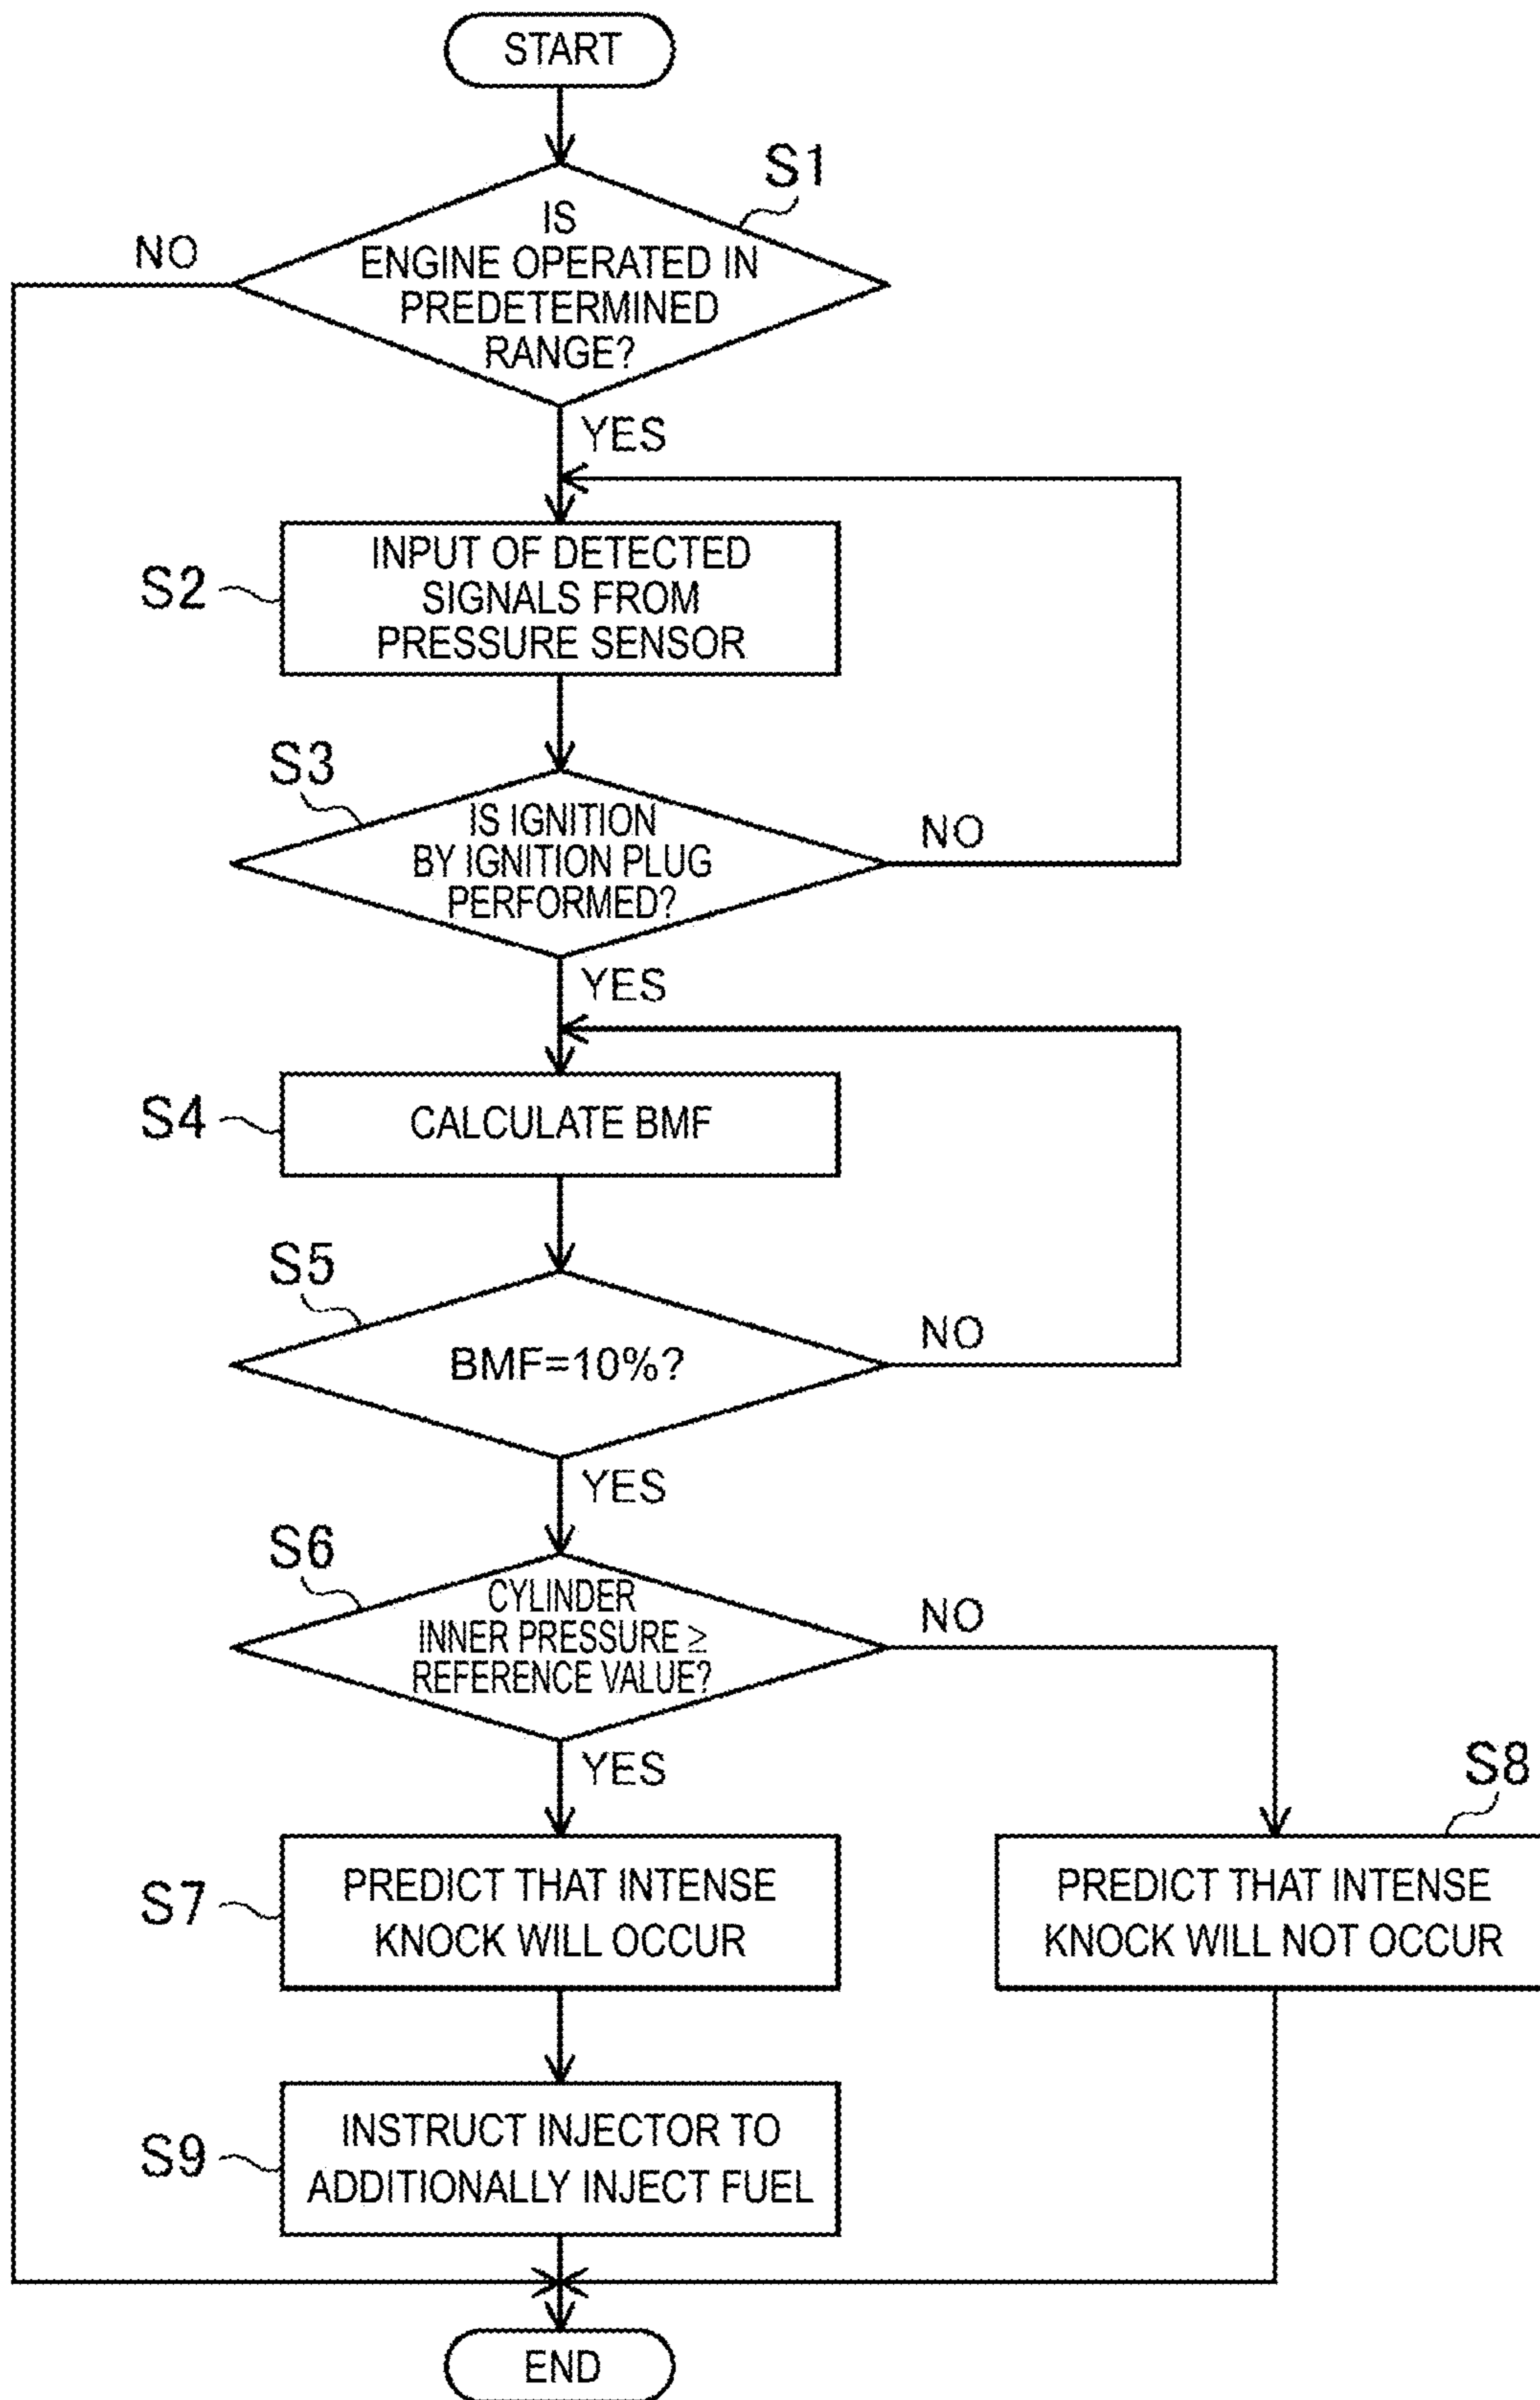 START
S1
IS
ENGINE OPERATED IN
PREDETERMINED
RANGE?
NO
YES
S2
INPUT OF DETECTED
SIGNALS FROM
PRESSURE SENSOR
S3
IS IGNITION
BY IGNITION PLUG
PERFORMED?
NO
YES
S4
CALCULATE BMF
S5
BMF=10%?
NO
YES
S6
CYLINDER
INNER PRESSURE ≥
REFERENCE VALUE?
NO
YES
S7
PREDICT THAT INTENSE
KNOCK WILL OCCUR
S8
PREDICT THAT INTENSE
KNOCK WILL NOT OCCUR
S9
INSTRUCT INJECTOR TO
ADDITIONALLY INJECT FUEL
END